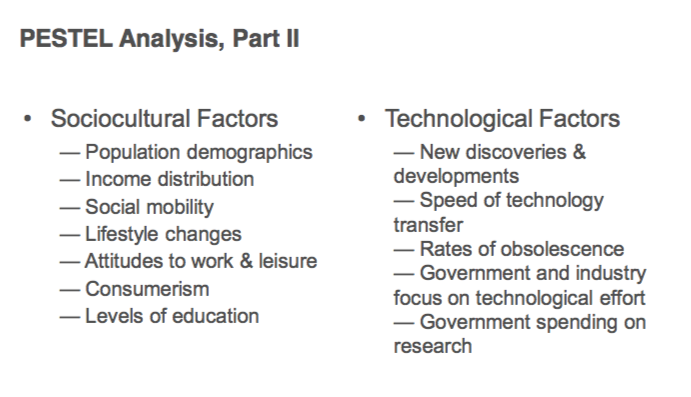 PESTEL Analysis, Part II
• Sociocultural Factors
— Population demographics
— Income distribution
— Social mobility
— Lifestyle changes
— Attitudes to work & leisure
— Consumerism
— Levels of education
• Technological Factors
— New discoveries &
developments
— Speed of technology
transfer
— Rates of obsolescence
— Government and industry
focus on technological effort
— Government spending on
research